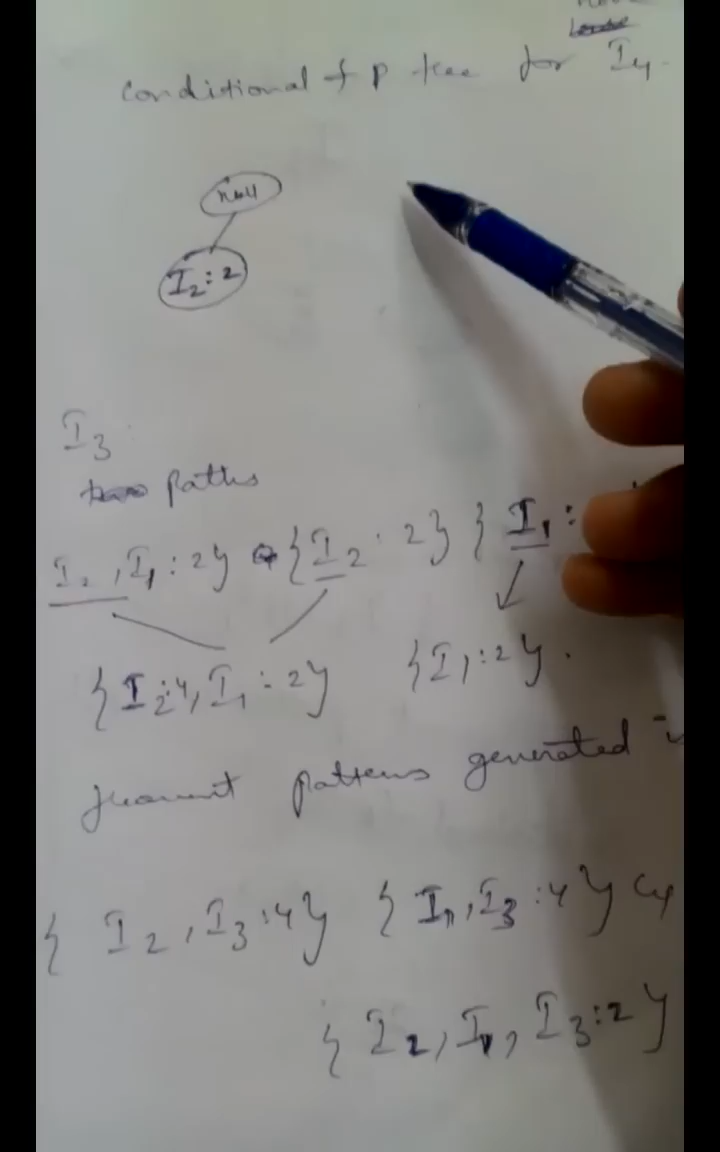 Conditional f p tree for I4.
null
I2:2
I3
Paths
I2, I1:2} {I2:2} { I1:
{I2:4, I1:2} {I1:2}.
frequent patterns generated
{ I2, I3:4} { I1, I3:4}
{ I2, I1, I3:2}